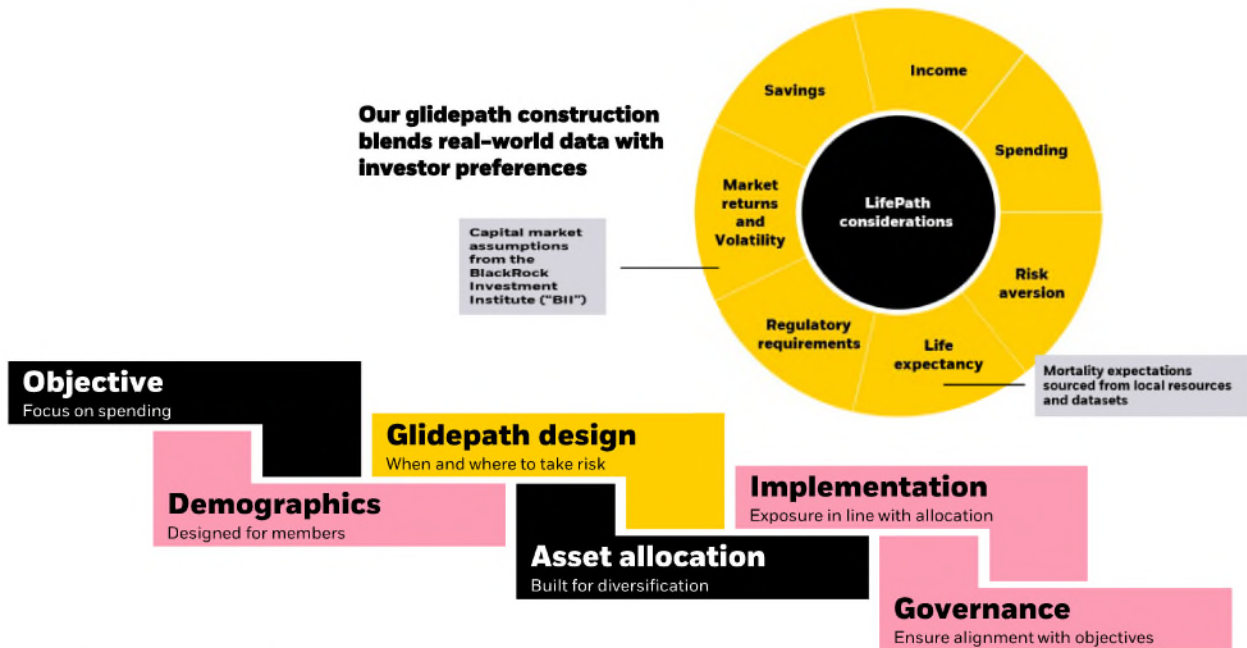 Our glidepath construction
blends real-world data with
investor preferences
Capital market
assumptions
from the
BlackRock
Investment
Institute ("BII")
Savings
Income
Spending
Risk
aversion
Life
expectancy
Regulatory
requirements
Market
returns
and
Volatility
LifePath
considerations
Mortality expectations
sourced from local resources
and datasets
Objective
Focus on spending
Demographics
Designed for members
Glidepath design
When and where to take risk
Asset allocation
Built for diversification
Implementation
Exposure in line with allocation
Governance
Ensure alignment with objectives